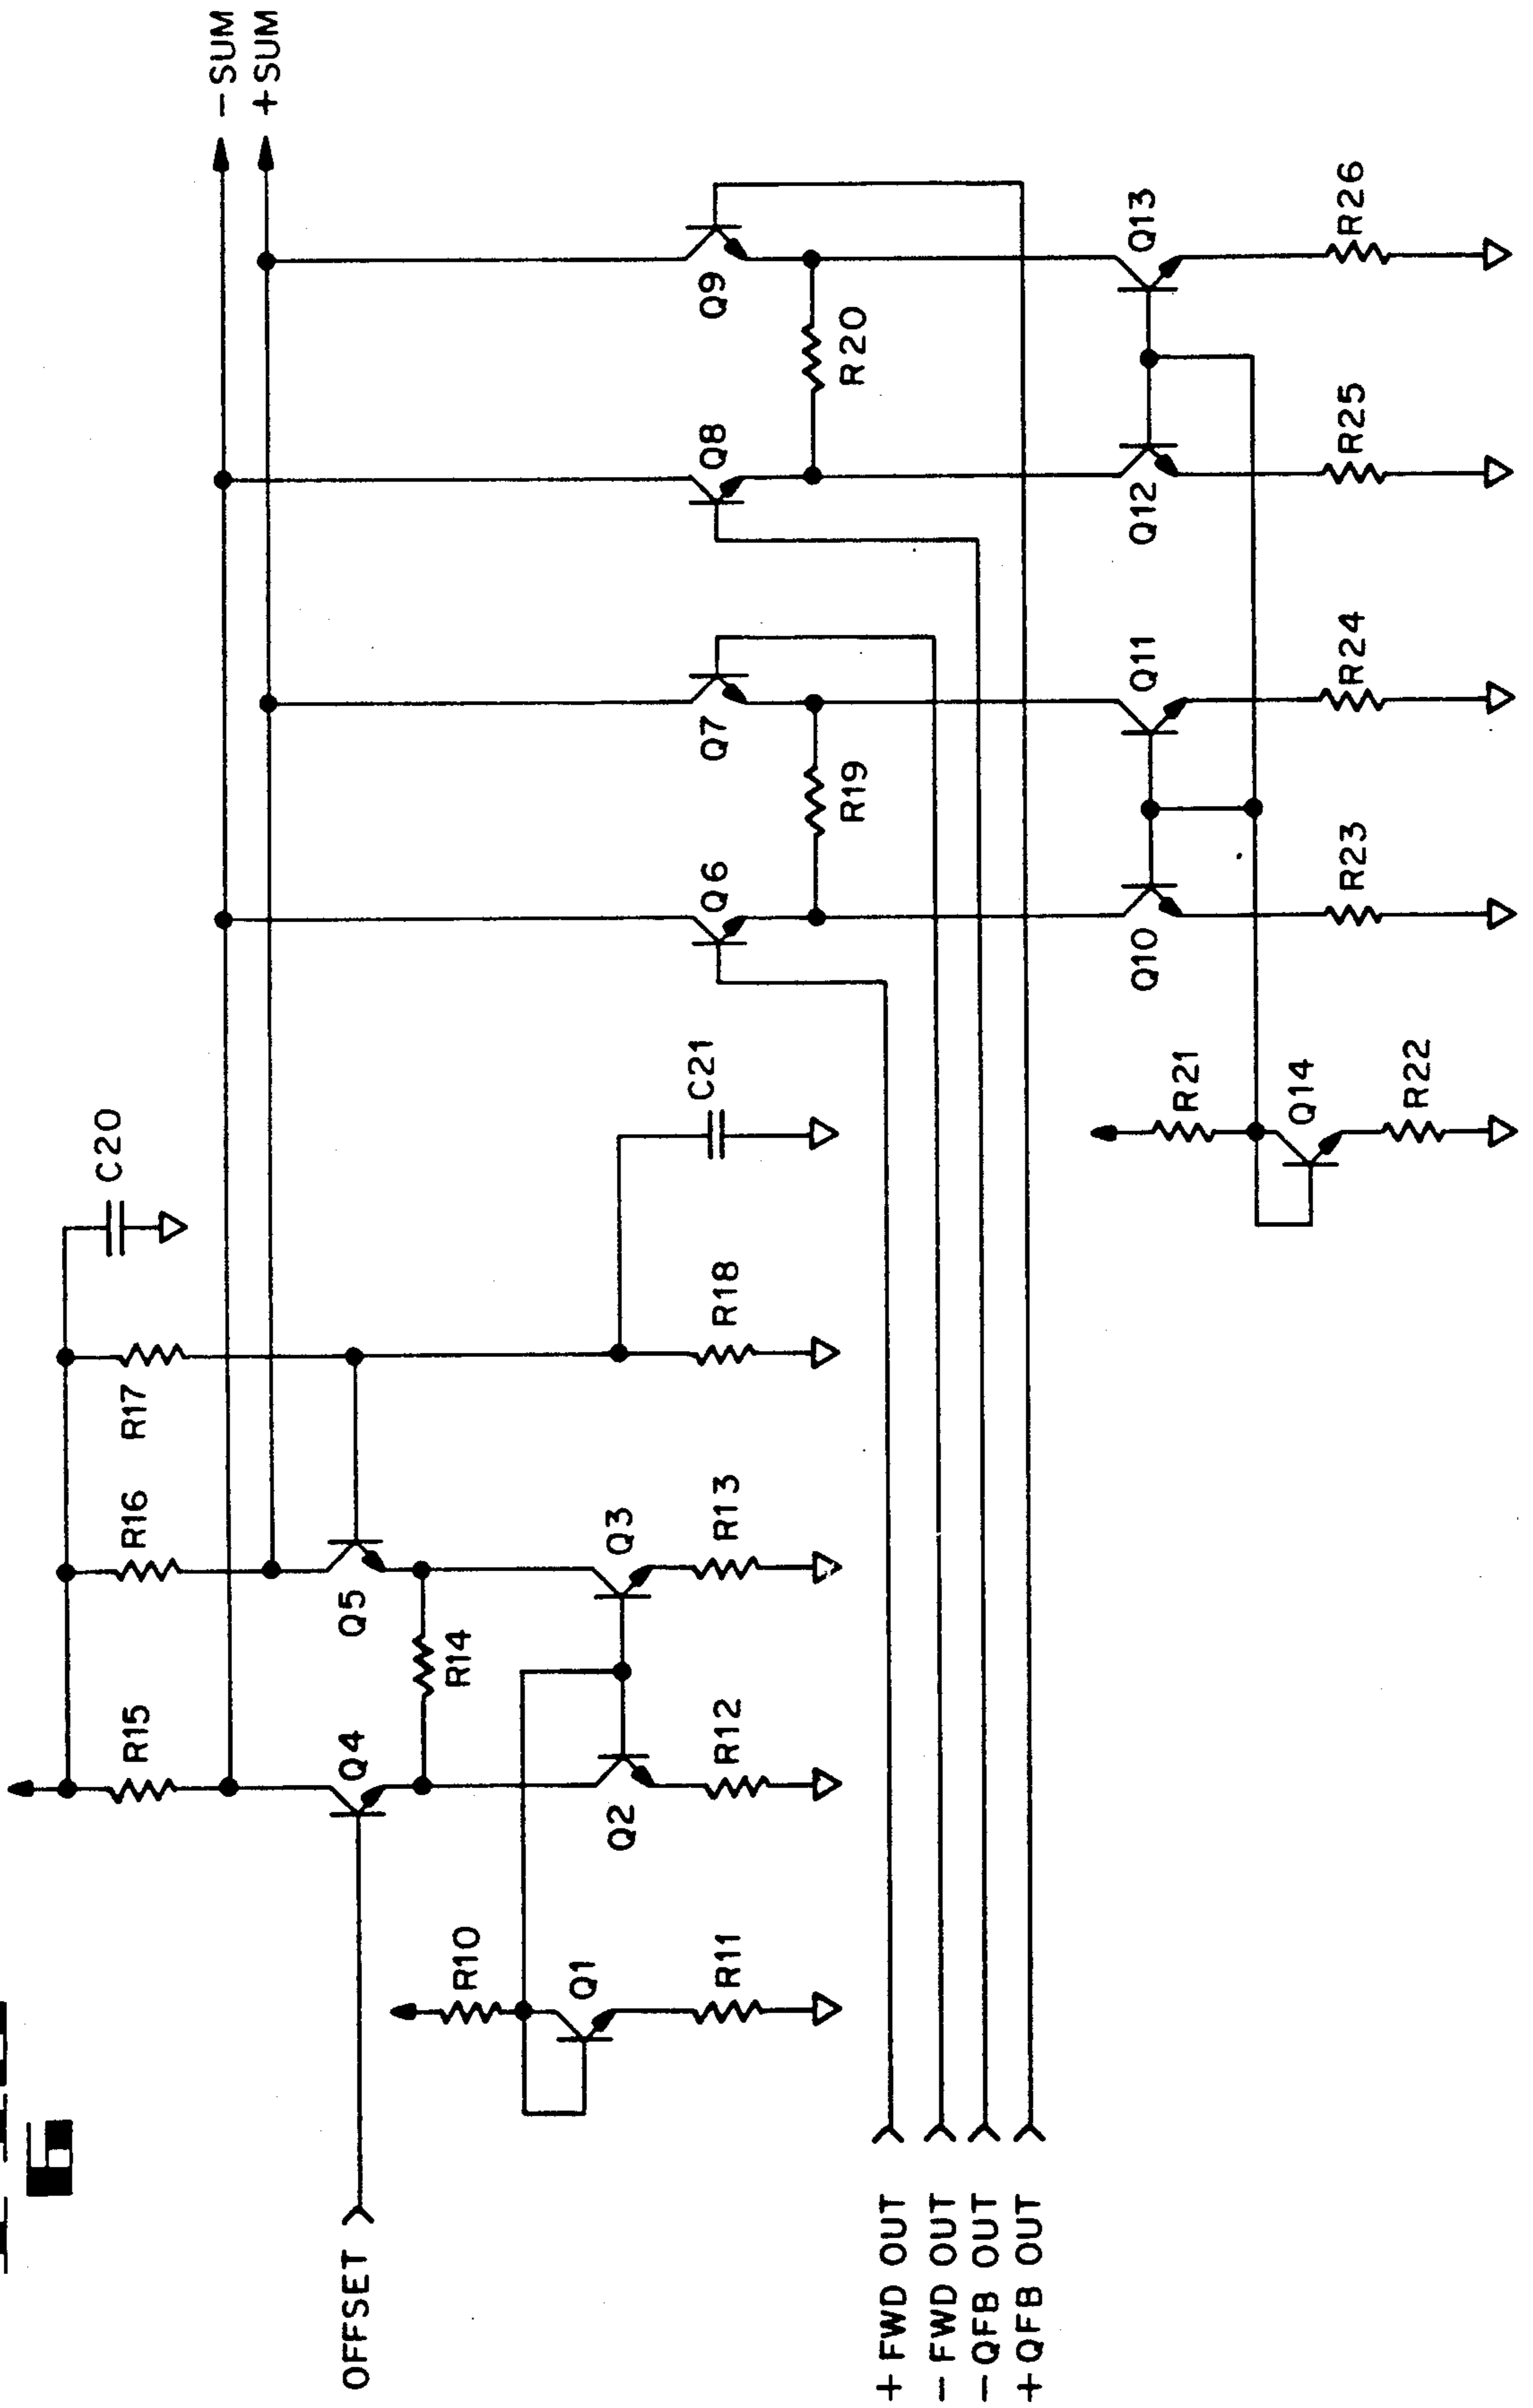 - SUM
+ SUM
C20
R15
R16
R17
OFFSET
Q4
Q5
R14
R10
Q1
Q2
Q3
R11
R12
R13
R18
C21
Q6
Q7
Q8
Q9
R19
R20
+ FWD OUT
- FWD OUT
- QFB OUT
+ QFB OUT
R21
Q14
R22
Q10
Q11
Q12
Q13
R23
R24
R25
R26